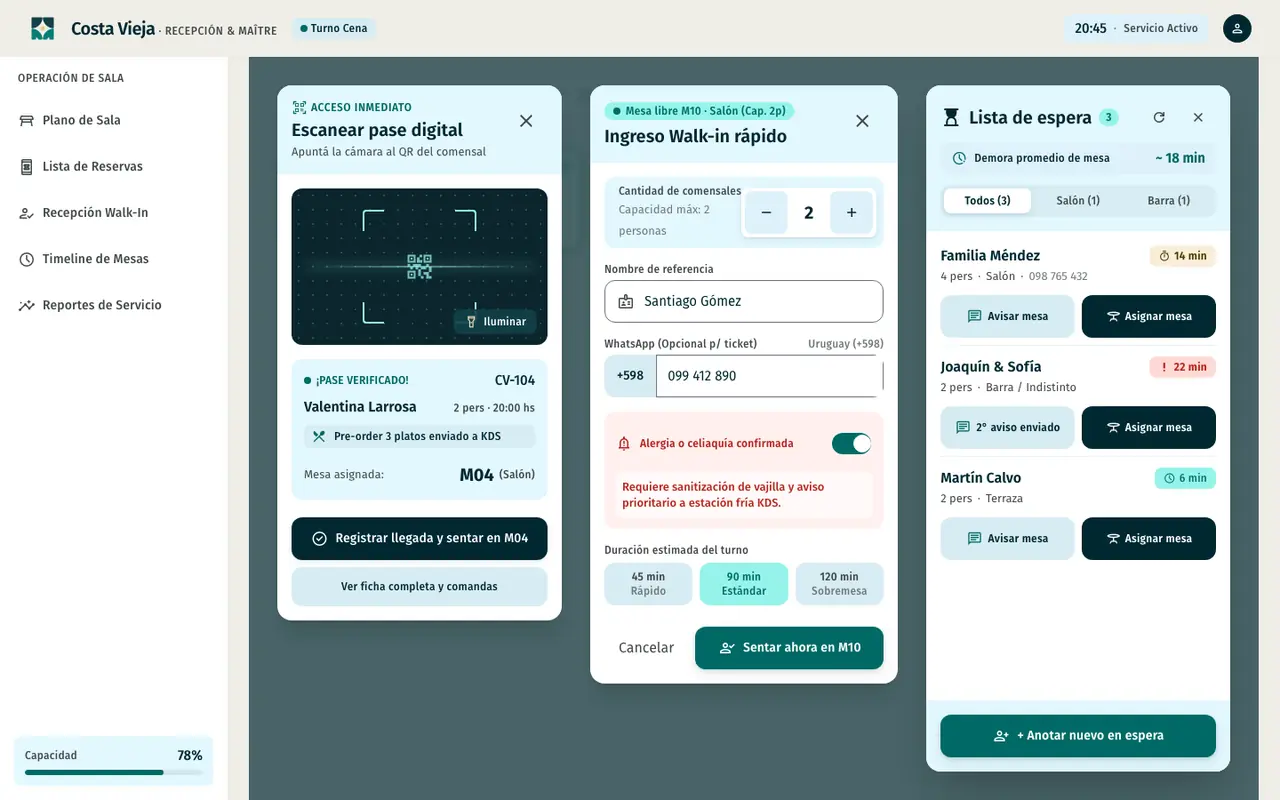 Costa Vieja · RECEPCIÓN & MAÎTRE
Turno Cena
20:45 · Servicio Activo
OPERACIÓN DE SALA
Plano de Sala
Lista de Reservas
Recepción Walk-In
Timeline de Mesas
Reportes de Servicio
Capacidad 78%
ACCESO INMEDIATO
Escanear pase digital
Apuntá la cámara al QR del comensal
Iluminar
¡PASE VERIFICADO! CV-104
Valentina Larrosa 2 pers · 20:00 hs
Pre-order 3 platos enviado a KDS
Mesa asignada: M04 (Salón)
Registrar llegada y sentar en M04
Ver ficha completa y comandas
Mesa libre M10 · Salón (Cap. 2p)
Ingreso Walk-in rápido
Cantidad de comensales
Capacidad máx: 2
personas
− 2 +
Nombre de referencia
Santiago Gómez
WhatsApp (Opcional p/ ticket) Uruguay (+598)
+598 099 412 890
Alergia o celiaquía confirmada
Requiere sanitización de vajilla y aviso
prioritario a estación fría KDS.
Duración estimada del turno
45 min 90 min 120 min
Rápido Estándar Sobremesa
Cancelar Sentar ahora en M10
Lista de espera 3
Demora promedio de mesa ~ 18 min
Todos (3) Salón (1) Barra (1)
Familia Méndez 14 min
4 pers · Salón · 098 765 432
Avisar mesa Asignar mesa
Joaquín & Sofía 22 min
2 pers · Barra / Indistinto
2° aviso enviado Asignar mesa
Martín Calvo 6 min
2 pers · Terraza
Avisar mesa Asignar mesa
+ Anotar nuevo en espera